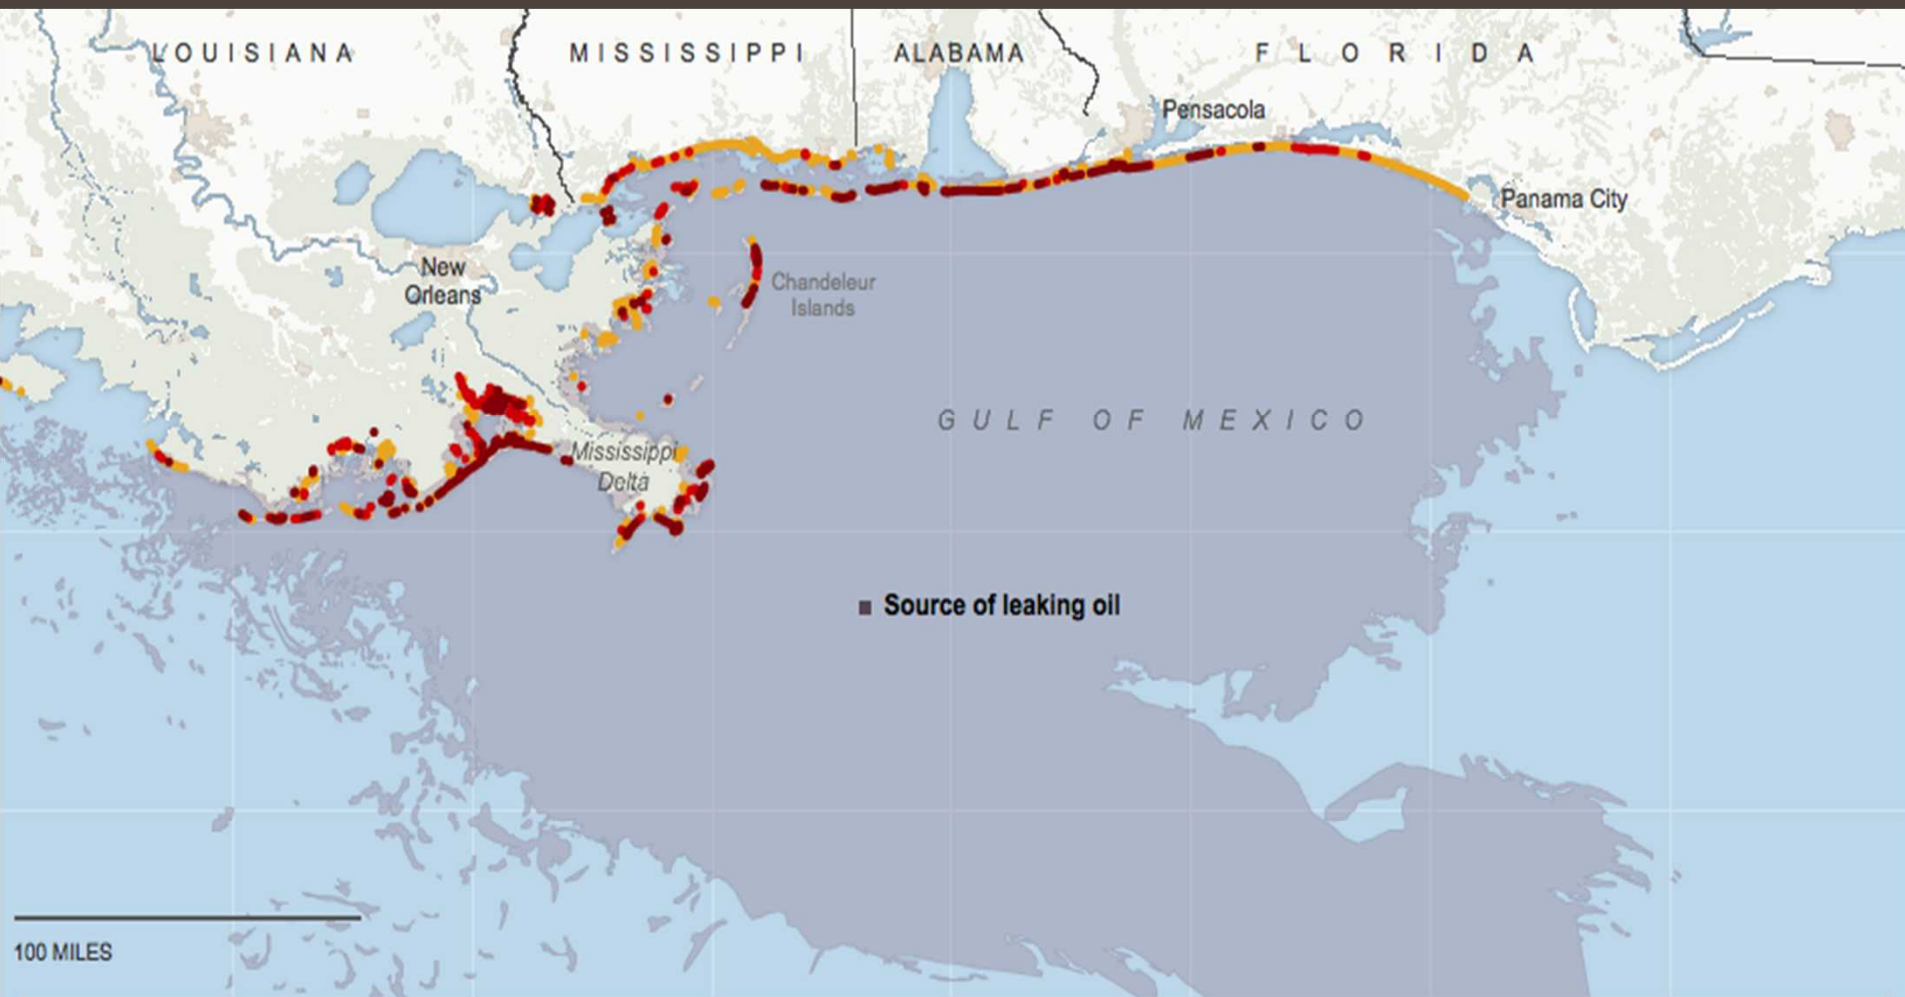 LOUISIANA
MISSISSIPPI
ALABAMA
FLORIDA
Pensacola
Panama City
New
Orleans
Chandeleur
Islands
GULF OF MEXICO
Mississippi
Delta
Source of leaking oil
100 MILES